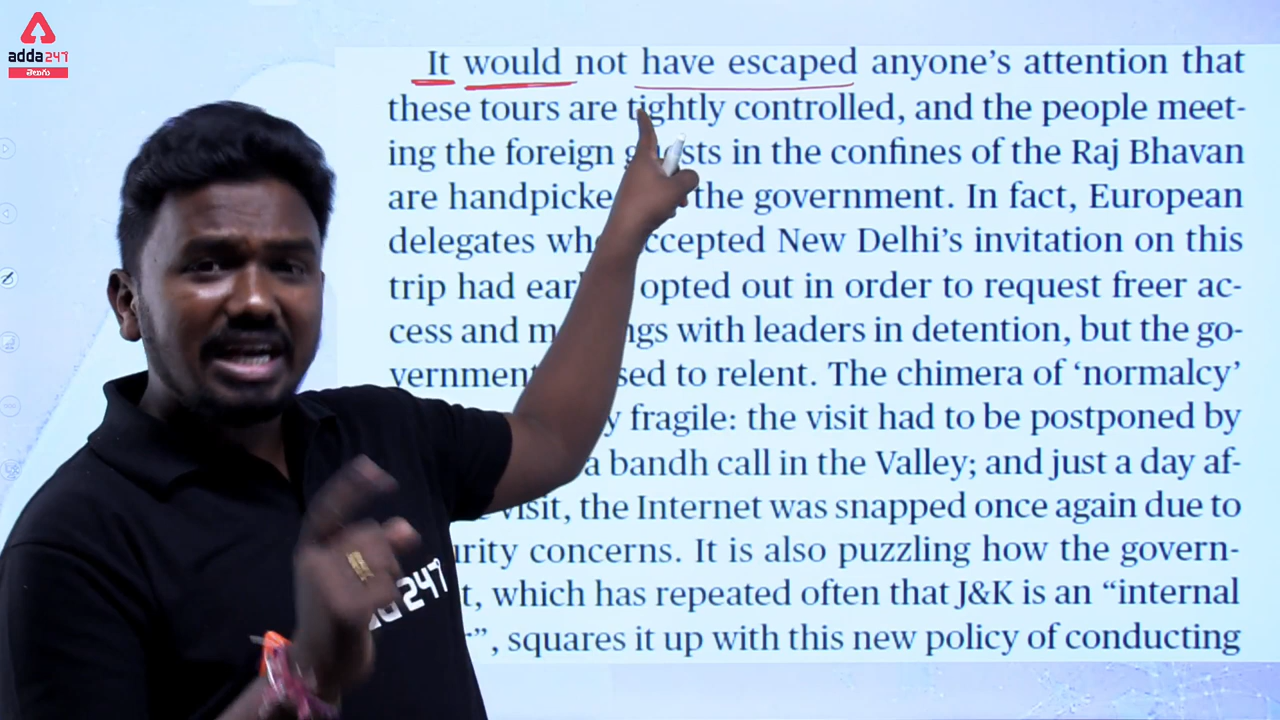 adda247
తెలుగు
It would not have escaped anyone's attention that
these tours are tightly controlled, and the people meet-
ing the foreign guests in the confines of the Raj Bhavan
are handpicke the government. In fact, European
delegates who accepted New Delhi's invitation on this
trip had earl opted out in order to request freer ac-
cess and m ngs with leaders in detention, but the go-
vernment sed to relent. The chimera of 'normalcy'
y fragile: the visit had to be postponed by
a bandh call in the Valley; and just a day af-
visit, the Internet was snapped once again due to
urity concerns. It is also puzzling how the govern-
t, which has repeated often that J&K is an "internal
r", squares it up with this new policy of conducting
247